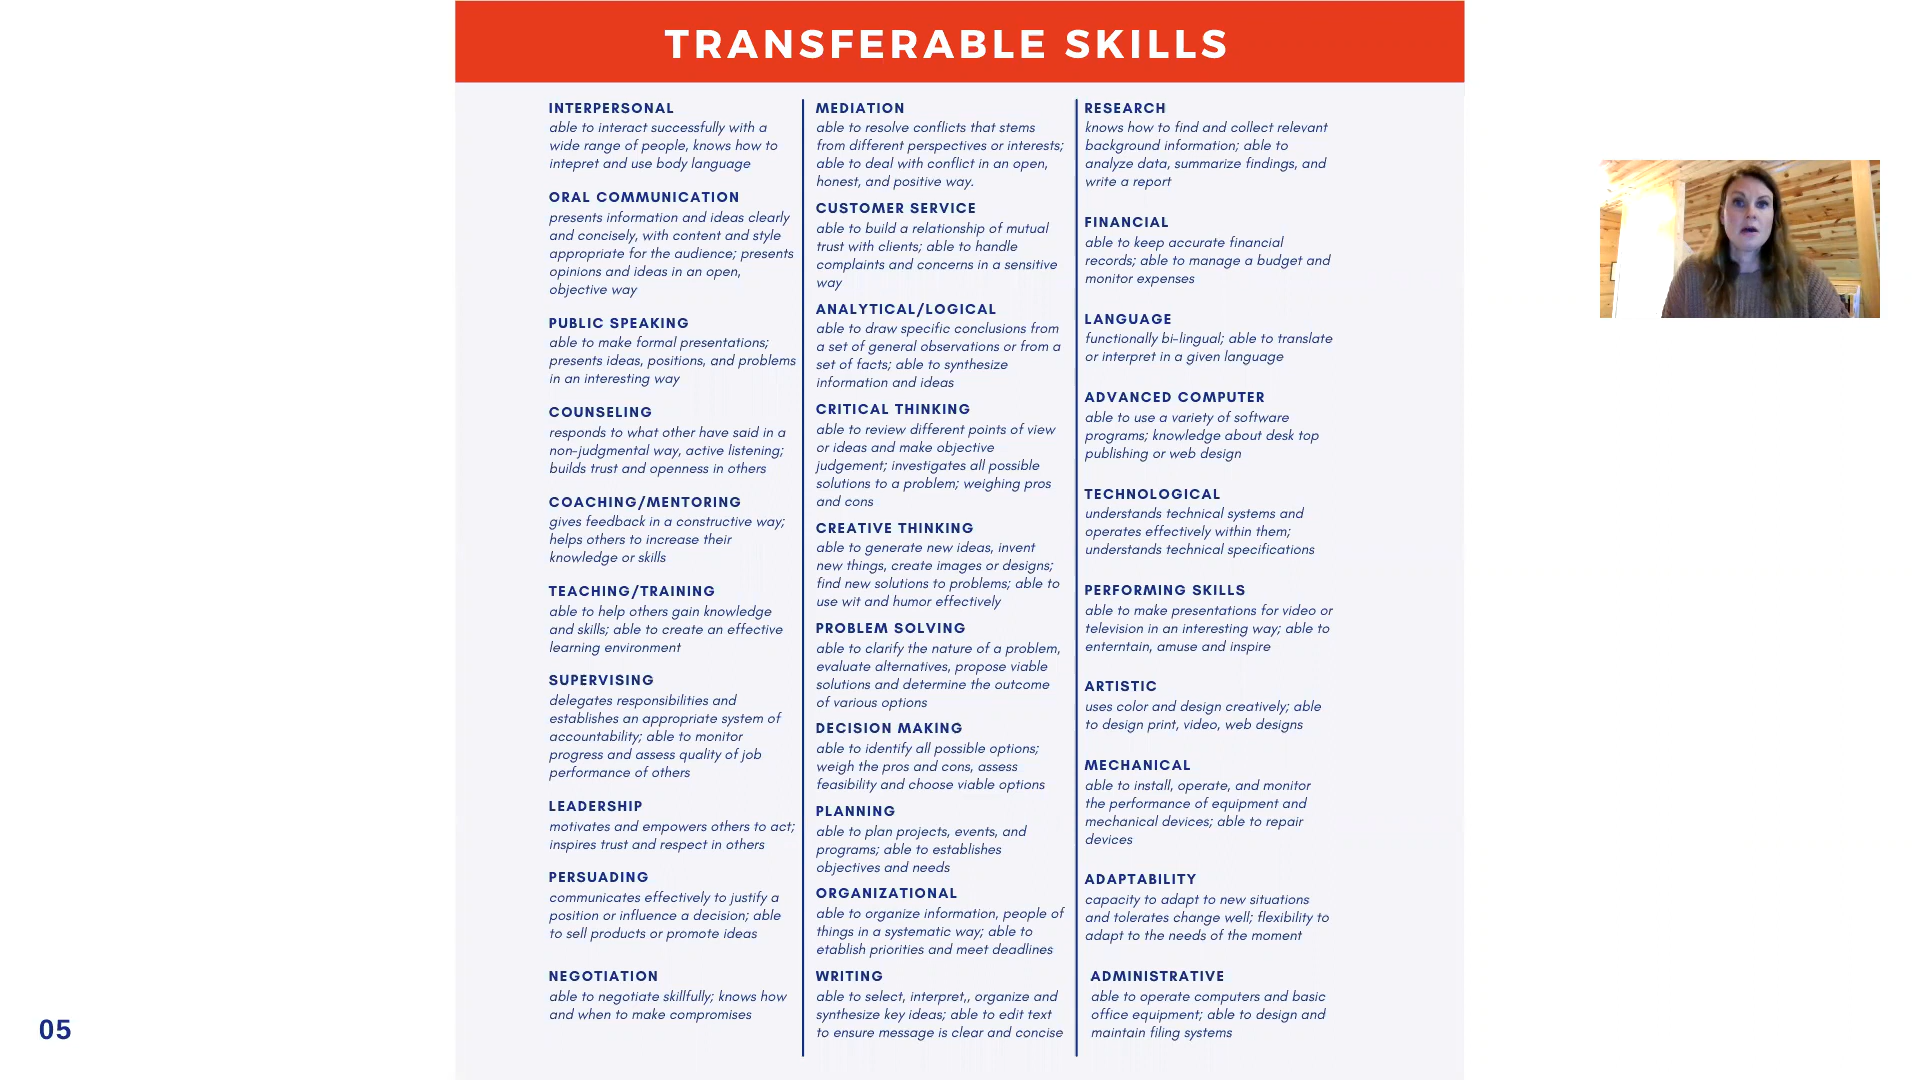 TRANSFERABLE SKILLS
INTERPERSONAL
able to interact successfully with a
wide range of people, knows how to
intepret and use body language
ORAL COMMUNICATION
presents information and ideas clearly
and concisely, with content and style
appropriate for the audience; presents
opinions and ideas in an open,
objective way
PUBLIC SPEAKING
able to make formal presentations;
presents ideas, positions, and problems
in an interesting way
COUNSELING
responds to what other have said in a
non-judgmental way, active listening;
builds trust and openness in others
COACHING/MENTORING
gives feedback in a constructive way;
helps others to increase their
knowledge or skills
TEACHING/TRAINING
able to help others gain knowledge
and skills; able to create an effective
learning environment
SUPERVISING
delegates responsibilities and
establishes an appropriate system of
accountability; able to monitor
progress and assess quality of job
performance of others
LEADERSHIP
motivates and empowers others to act;
inspires trust and respect in others
PERSUADING
communicates effectively to justify a
position or influence a decision; able
to sell products or promote ideas
NEGOTIATION
able to negotiate skillfully; knows how
and when to make compromises
MEDIATION
able to resolve conflicts that stems
from different perspectives or interests;
able to deal with conflict in an open,
honest, and positive way.
CUSTOMER SERVICE
able to build a relationship of mutual
trust with clients; able to handle
complaints and concerns in a sensitive
way
ANALYTICAL/LOGICAL
able to draw specific conclusions from
a set of general observations or from a
set of facts; able to synthesize
information and ideas
CRITICAL THINKING
able to review different points of view
or ideas and make objective
judgement; investigates all possible
solutions to a problem; weighing pros
and cons
CREATIVE THINKING
able to generate new ideas, invent
new things, create images or designs;
find new solutions to problems; able to
use wit and humor effectively
PROBLEM SOLVING
able to clarify the nature of a problem,
evaluate alternatives, propose viable
solutions and determine the outcome
of various options
DECISION MAKING
able to identify all possible options;
weigh the pros and cons, assess
feasibility and choose viable options
PLANNING
able to plan projects, events, and
programs; able to establishes
objectives and needs
ORGANIZATIONAL
able to organize information, people of
things in a systematic way; able to
etablish priorities and meet deadlines
WRITING
able to select, interpret,, organize and
synthesize key ideas; able to edit text
to ensure message is clear and concise
RESEARCH
knows how to find and collect relevant
background information; able to
analyze data, summarize findings, and
write a report
FINANCIAL
able to keep accurate financial
records; able to manage a budget and
monitor expenses
LANGUAGE
functionally bi-lingual; able to translate
or interpret in a given language
ADVANCED COMPUTER
able to use a variety of software
programs; knowledge about desk top
publishing or web design
TECHNOLOGICAL
understands technical systems and
operates effectively within them;
understands technical specifications
PERFORMING SKILLS
able to make presentations for video or
television in an interesting way; able to
enterntain, amuse and inspire
ARTISTIC
uses color and design creatively; able
to design print, video, web designs
MECHANICAL
able to install, operate, and monitor
the performance of equipment and
mechanical devices; able to repair
devices
ADAPTABILITY
capacity to adapt to new situations
and tolerates change well; flexibility to
adapt to the needs of the moment
ADMINISTRATIVE
able to operate computers and basic
office equipment; able to design and
maintain filing systems
05